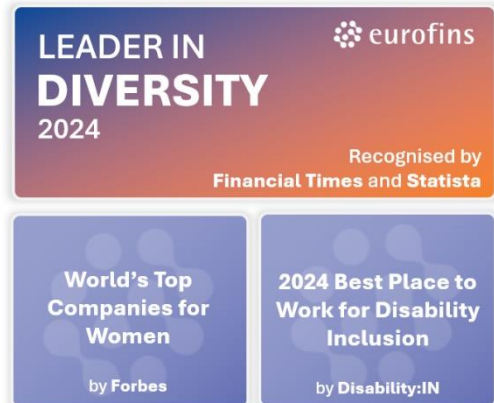 eurofins
LEADER IN
DIVERSITY
2024
Recognised by
Financial Times and Statista
World's Top
Companies for
Women
by Forbes
2024 Best Place to
Work for Disability
Inclusion
by Disability:IN